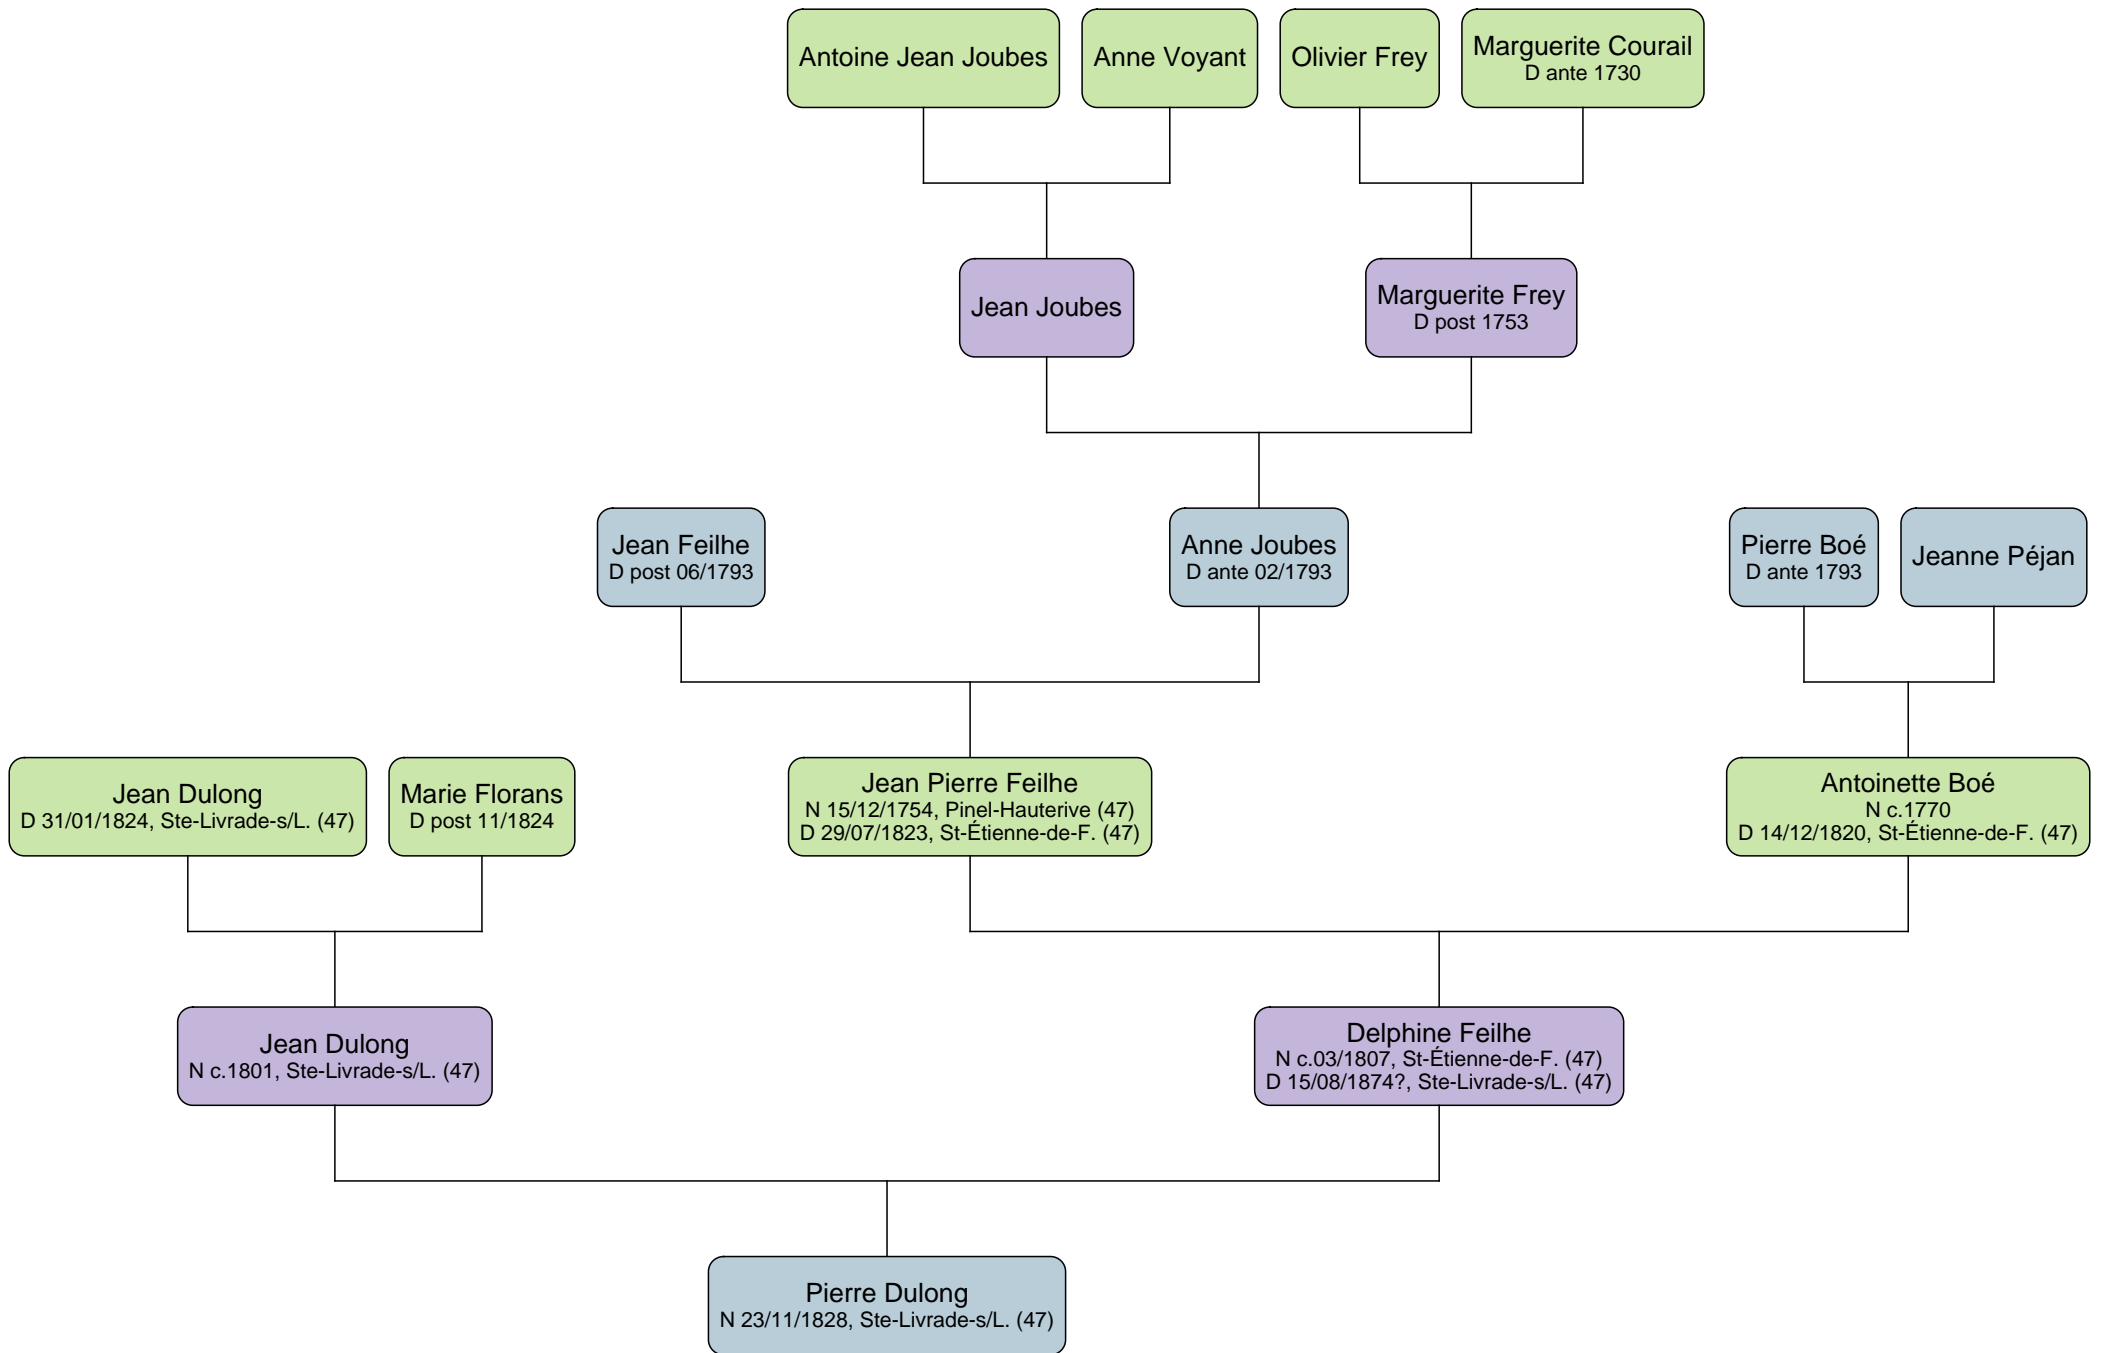 Antoine Jean Joubes
Anne Voyant
Olivier Frey
Marguerite Courail
D ante 1730
Jean Joubes
Marguerite Frey
D post 1753
Jean Feilhe
D post 06/1793
Anne Joubes
D ante 02/1793
Pierre Boé
D ante 1793
Jeanne Péjan
Jean Dulong
D 31/01/1824, Ste-Livrade-s/L. (47)
Marie Florans
D post 11/1824
Jean Pierre Feilhe
N 15/12/1754, Pinel-Hauterive (47)
D 29/07/1823, St-Étienne-de-F. (47)
Antoinette Boé
N c.1770
D 14/12/1820, St-Étienne-de-F. (47)
Jean Dulong
N c.1801, Ste-Livrade-s/L. (47)
Delphine Feilhe
N c.03/1807, St-Étienne-de-F. (47)
D 15/08/1874?, Ste-Livrade-s/L. (47)
Pierre Dulong
N 23/11/1828, Ste-Livrade-s/L. (47)